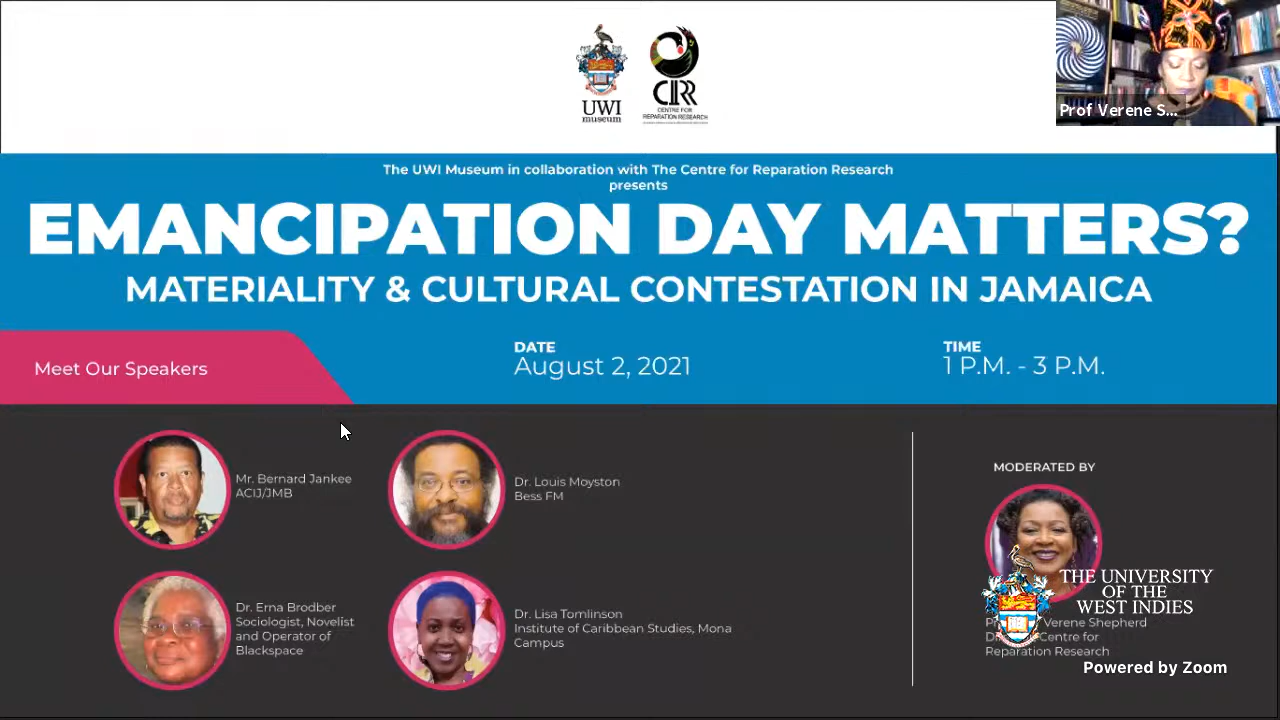 UWI
museum
CRR
CENTRE FOR
REPARATION RESEARCH
Prof Verene S...
The UWI Museum in collaboration with The Centre for Reparation Research
presents
EMANCIPATION DAY MATTERS?
MATERIALITY & CULTURAL CONTESTATION IN JAMAICA
Meet Our Speakers
DATE
August 2, 2021
TIME
1 P.M. - 3 P.M.
Mr. Bernard Jankee
ACIJ/JMB
Dr. Louis Moyston
Bess FM
Dr. Erna Brodber
Sociologist, Novelist
and Operator of
Blackspace
Dr. Lisa Tomlinson
Institute of Caribbean Studies, Mona
Campus
MODERATED BY
THE UNIVERSITY
OF THE
WEST INDIES
Verene Shepherd
Centre for
Reparation Research
Powered by Zoom